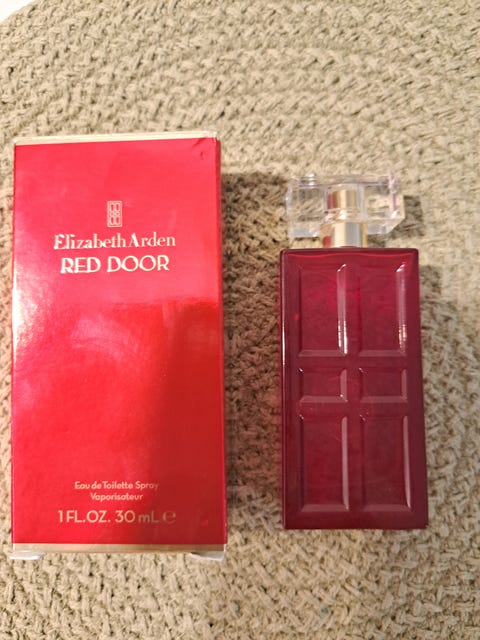 Elizabeth Arden
RED DOOR
Eau de Toilette Spray
Vaporisateur
1 FL.OZ. 30 mL ℮